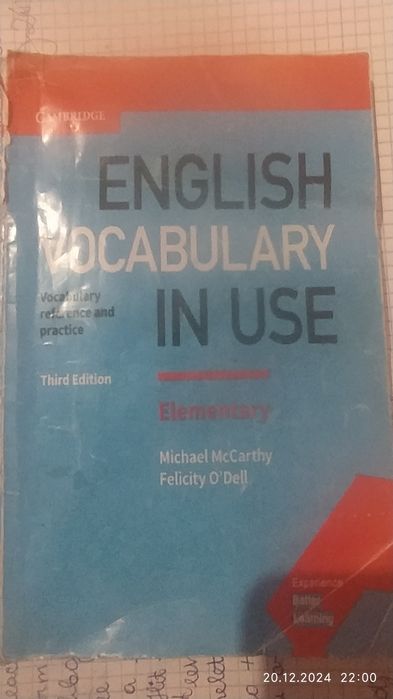 CAMBRIDGE
ENGLISH
VOCABULARY
IN USE
Vocabulary
reference and
practice
Third Edition
Elementary
Michael McCarthy
Felicity O'Dell
Experience
Better
Learning
20.12.2024 22:00